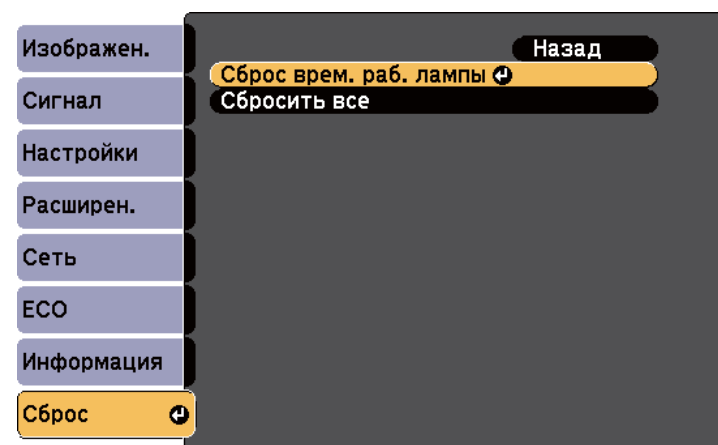 Изображен.
Сигнал
Настройки
Расширен.
Сеть
ECO
Информация
Сброс
Назад
Сброс врем. раб. лампы
Сбросить все